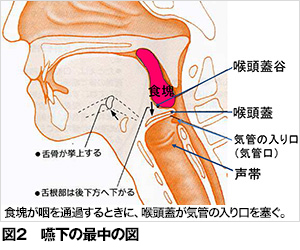 食塊
喉頭蓋谷
喉頭蓋
気管の入り口
(気管口)
声帯
●舌骨が挙上する
●舌根部は後下方へ下がる
食塊が咽を通過するときに、喉頭蓋が気管の入り口を塞ぐ。
図2 嚥下の最中の図